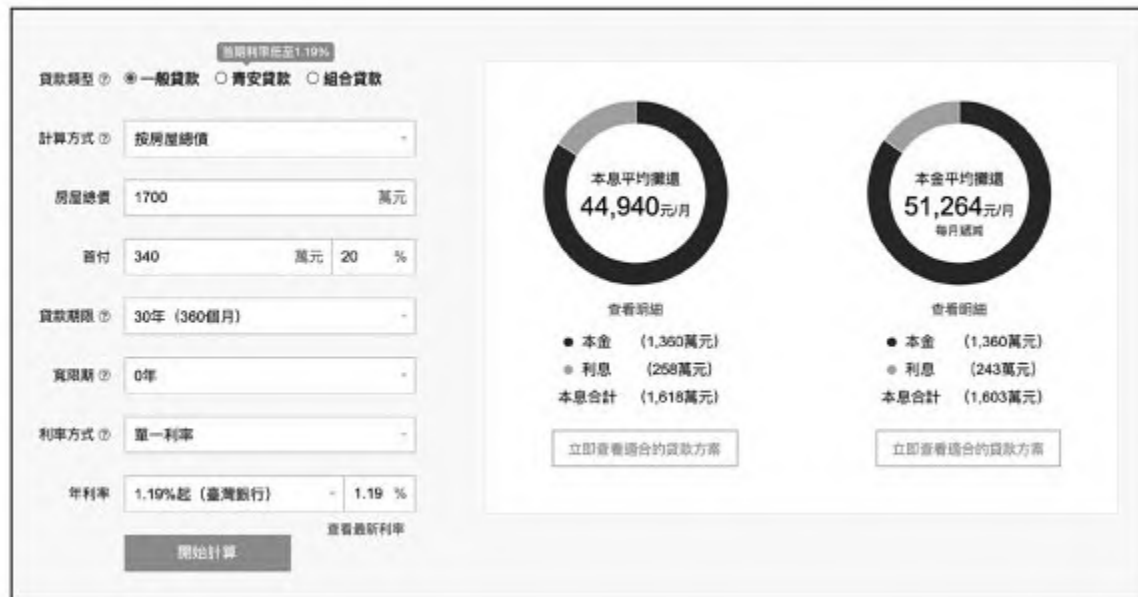 首期利率低至1.19%
貸款類型 ? 一般貸款 青安貸款 組合貸款
計算方式 ? 按房屋總價
房屋總價 1700 萬元
首付 340 萬元 20 %
貸款期限 ? 30年（360個月）
寬限期 ? 0年
利率方式 ? 單一利率
年利率 1.19%起（臺灣銀行） 1.19 %
查看最新利率
開始計算
本息平均攤還
44,940元/月
查看明細
本金 （1,360萬元）
利息 （258萬元）
本息合計 （1,618萬元）
立即查看適合的貸款方案
本金平均攤還
51,264元/月
每月遞減
查看明細
本金 （1,360萬元）
利息 （243萬元）
本息合計 （1,603萬元）
立即查看適合的貸款方案